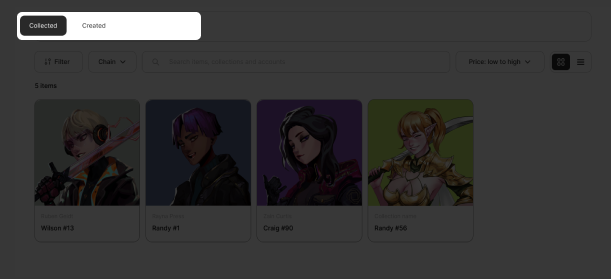 Collected Created
Filter Chain Search items, collections and accounts Price: low to high
5 items
Wilson #13 Randy #1 Craig #90 Randy #56